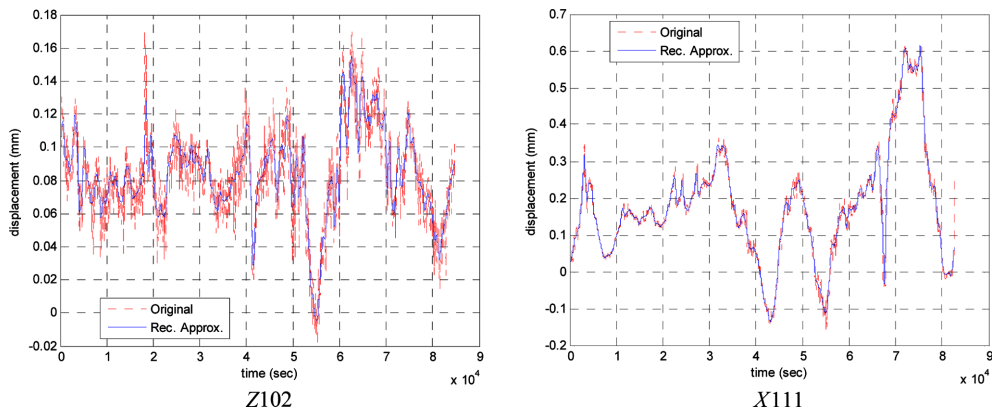 0.18
0.16
0.14
0.12
0.1
0.08
0.06
0.04
0.02
0
-0.02
displacement (mm)
Original
Rec. Approx.
0 1 2 3 4 5 6 7 8 9
time (sec)
x 10^4
Z102
0.7
0.6
0.5
0.4
0.3
0.2
0.1
0
-0.1
-0.2
displacement (mm)
Original
Rec. Approx.
0 1 2 3 4 5 6 7 8 9
time (sec)
x 10^4
X111